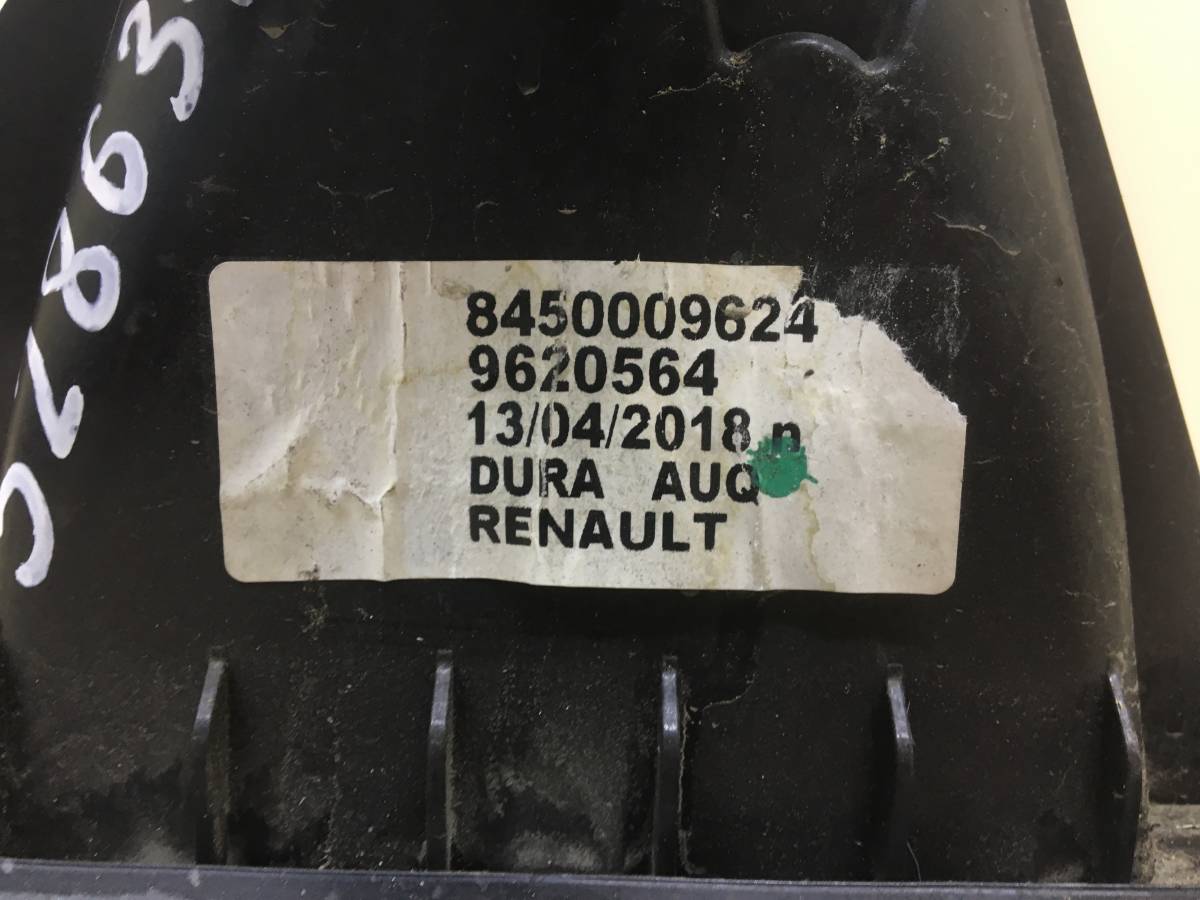 8450009624
9620564
13/04/2018 n
DURA AUQ
RENAULT